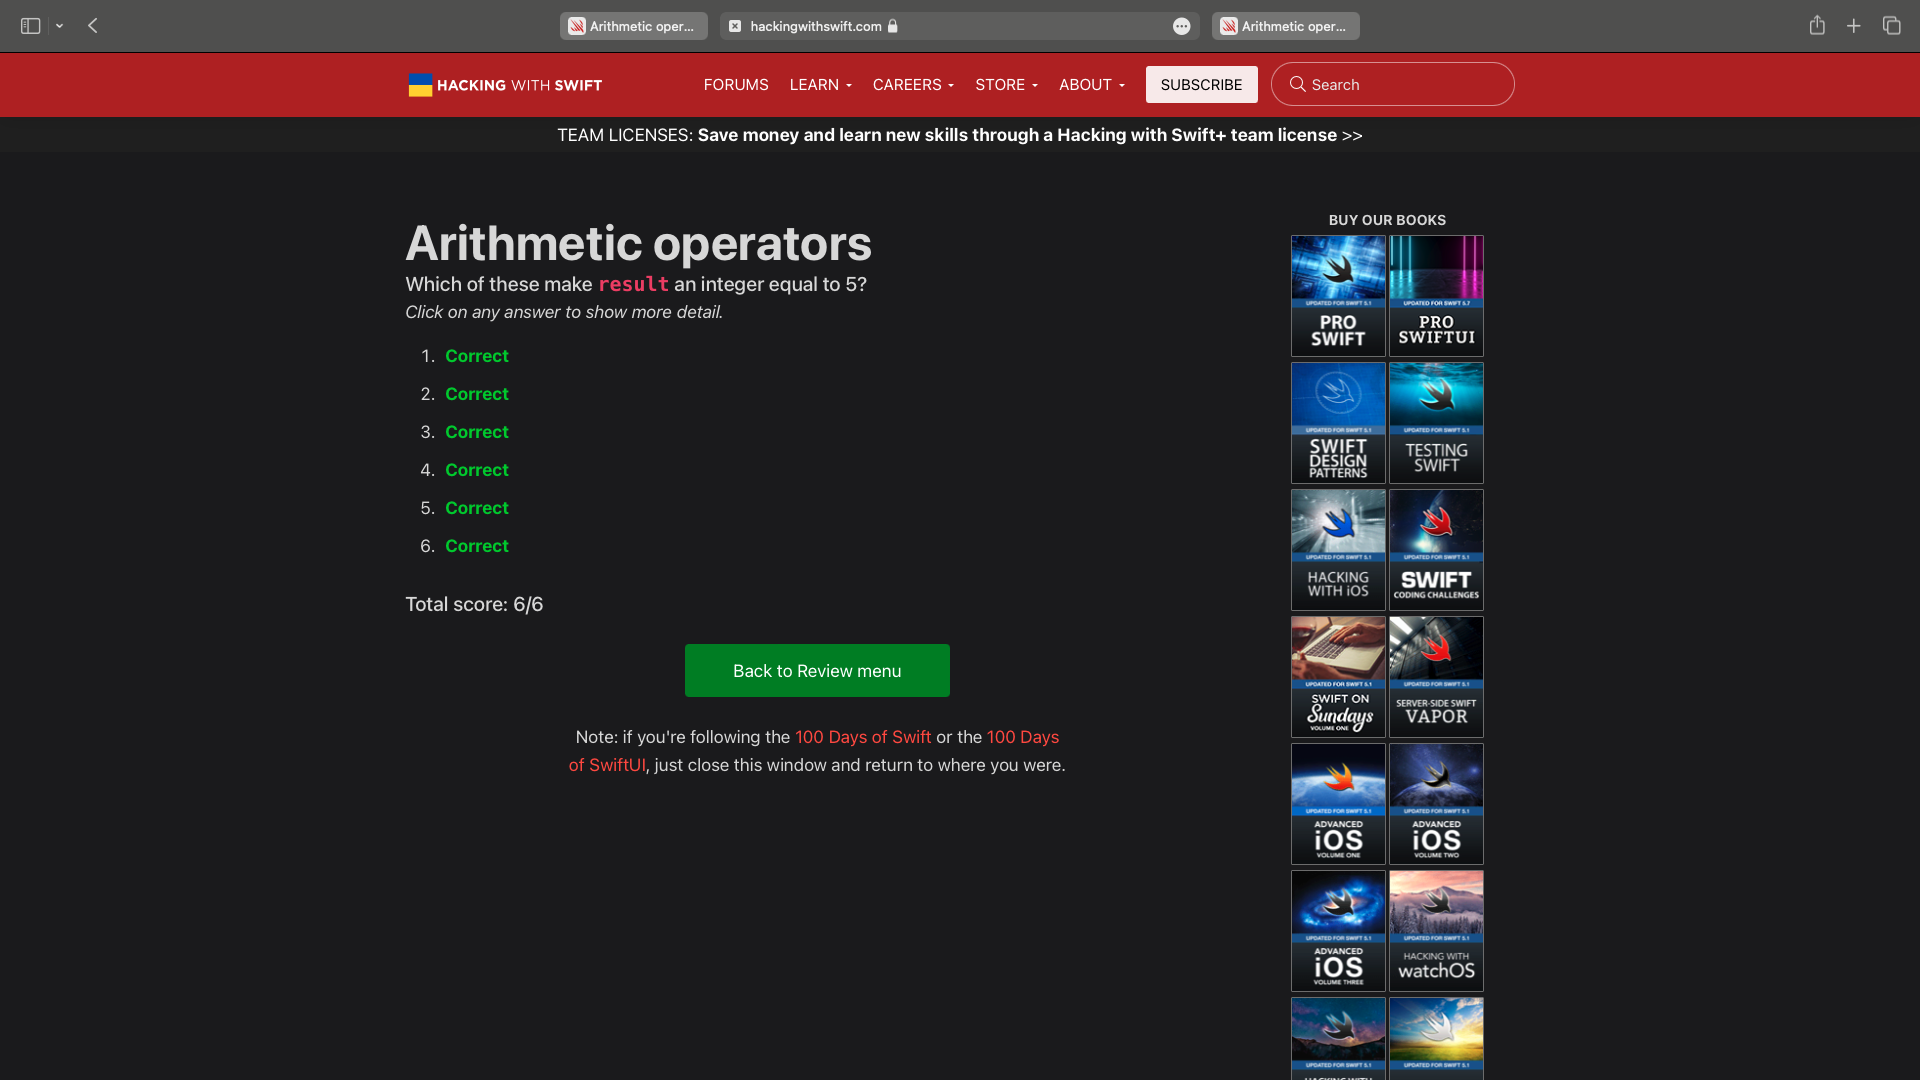 Arithmetic oper...
hackingwithswift.com
Arithmetic oper...
HACKING WITH SWIFT
FORUMS
LEARN
CAREERS
STORE
ABOUT
SUBSCRIBE
Search
TEAM LICENSES: Save money and learn new skills through a Hacking with Swift+ team license >>
Arithmetic operators
Which of these make result an integer equal to 5?
Click on any answer to show more detail.
1. Correct
2. Correct
3. Correct
4. Correct
5. Correct
6. Correct
Total score: 6/6
Back to Review menu
Note: if you're following the 100 Days of Swift or the 100 Days
of SwiftUI, just close this window and return to where you were.
BUY OUR BOOKS
UPDATED FOR SWIFT 5.1
PRO
SWIFT
UPDATED FOR SWIFT 5.7
PRO
SWIFTUI
UPDATED FOR SWIFT 5.1
SWIFT
DESIGN
PATTERNS
UPDATED FOR SWIFT 5.1
TESTING
SWIFT
UPDATED FOR SWIFT 5.1
HACKING
WITH iOS
UPDATED FOR SWIFT 5.1
SWIFT
CODING CHALLENGES
UPDATED FOR SWIFT 5.1
SWIFT ON
Sundays
VOLUME ONE
UPDATED FOR SWIFT 5.1
SERVER-SIDE SWIFT
VAPOR
UPDATED FOR SWIFT 5.1
ADVANCED
iOS
VOLUME ONE
UPDATED FOR SWIFT 5.1
ADVANCED
iOS
VOLUME TWO
UPDATED FOR SWIFT 5.1
ADVANCED
iOS
VOLUME THREE
UPDATED FOR SWIFT 5.1
HACKING WITH
watchOS
UPDATED FOR SWIFT 5.1
HACKING WITH
UPDATED FOR SWIFT 5.1